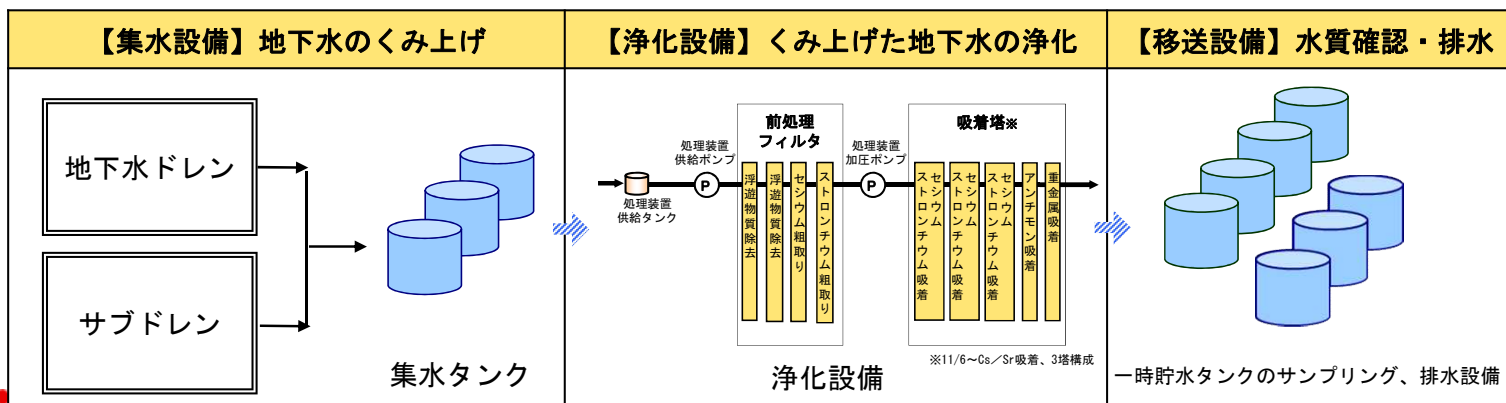 【集水設備】地下水のくみ上げ
【浄化設備】くみ上げた地下水の浄化
【移送設備】水質確認・排水
地下水ドレン
サブドレン
集水タンク
処理装置
供給タンク
処理装置
供給ポンプ
P
前処理
フィルタ
浮遊物質除去
浮遊物質除去
セシウム粗取り
ストロンチウム粗取り
処理装置
加圧ポンプ
P
吸着塔※
セシウム
ストロンチウム吸着
セシウム
ストロンチウム吸着
セシウム
ストロンチウム吸着
アンチモン吸着
重金属吸着
※11/6～Cs／Sr吸着、3塔構成
浄化設備
一時貯水タンクのサンプリング、排水設備